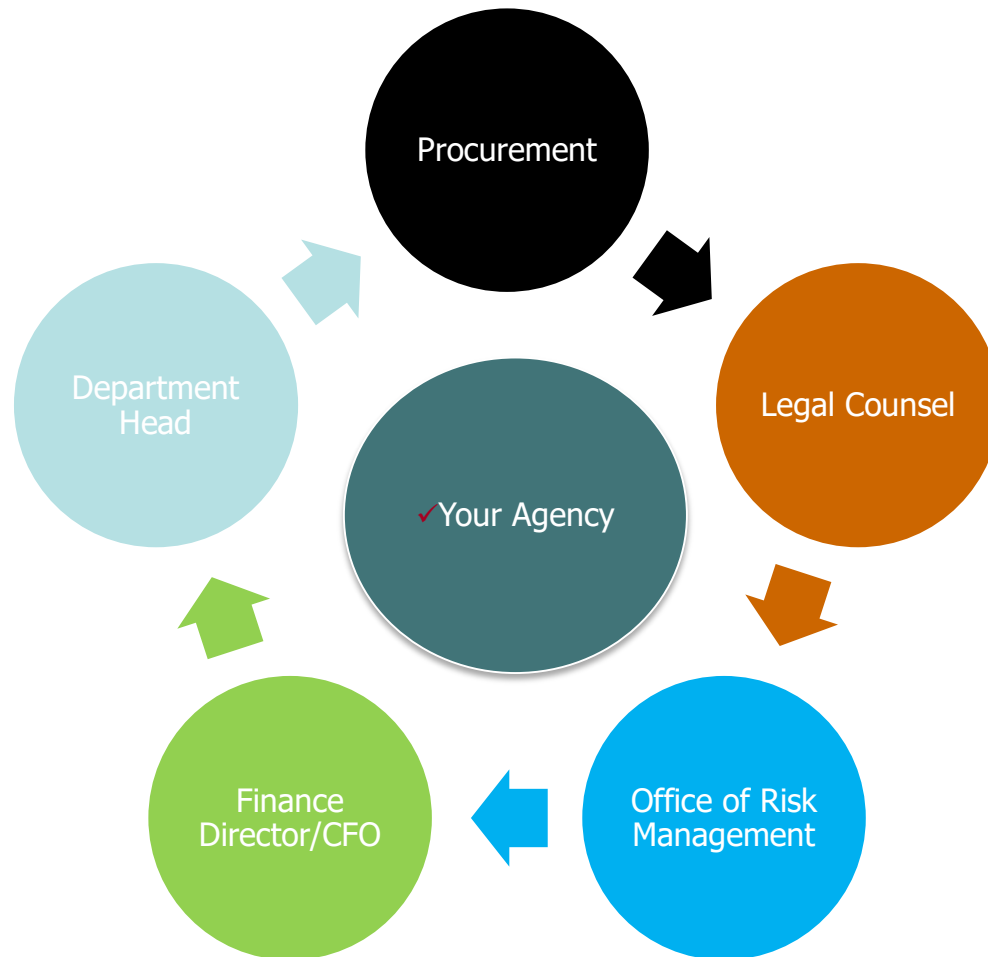 Procurement
Legal Counsel
Office of Risk
Management
Finance
Director/CFO
Department
Head
✓Your Agency